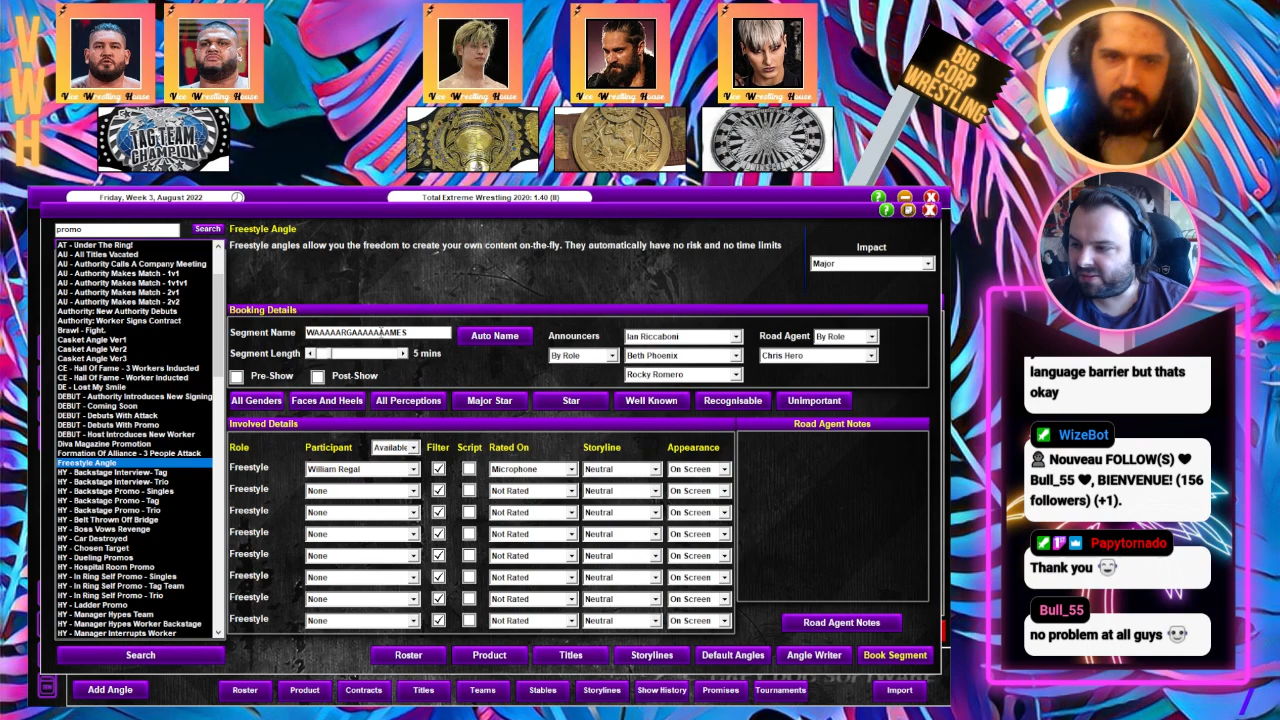 VWH
Vice Wrestling House
Vice Wrestling House
Vice Wrestling House
Vice Wrestling House
Vice Wrestling House
TAG TEAM
CHAMPION
BIG
CORP
WRESTLING
Friday, Week 3, August 2022
Total Extreme Wrestling 2020: 1.40 (II)
promo
Search
AT - Under The Ring!
AU - All Titles Vacated
AU - Authority Calls A Company Meeting
AU - Authority Makes Match - 1v1
AU - Authority Makes Match - 1v1v1
AU - Authority Makes Match - 2v1
AU - Authority Makes Match - 2v2
Authority: New Authority Debuts
Authority: Worker Signs Contract
Brawl - Fight.
Casket Angle Ver1
Casket Angle Ver2
Casket Angle Ver3
CE - Hall Of Fame - 3 Workers Inducted
CE - Hall Of Fame - Worker Inducted
DE - Lost My Smile
DEBUT - Authority Introduces New Signing
DEBUT - Coming Soon
DEBUT - Debuts With Attack
DEBUT - Debuts With Promo
DEBUT - Host Introduces New Worker
Diva Magazine Promotion
Formation Of Alliance - 3 People Attack
Freestyle Angle
HY - Backstage Interview- Tag
HY - Backstage Interview- Trio
HY - Backstage Promo - Singles
HY - Backstage Promo - Tag
HY - Backstage Promo - Trio
HY - Belt Thrown Off Bridge
HY - Boss Vows Revenge
HY - Car Destroyed
HY - Chosen Target
HY - Dueling Promos
HY - Hospital Room Promo
HY - In Ring Self Promo - Singles
HY - In Ring Self Promo - Tag Team
HY - In Ring Self Promo - Trio
HY - Ladder Promo
HY - Manager Hypes Team
HY - Manager Hypes Worker Backstage
HY - Manager Interrupts Worker
Search
Freestyle Angle
Freestyle angles allow you the freedom to create your own content on-the-fly. They automatically have no risk and no time limits
Impact
Major
Booking Details
Segment Name
WAAAAARGAAAAAAAMES
Auto Name
Segment Length
5 mins
Pre-Show
Post-Show
Announcers
By Role
Ian Riccaboni
Beth Phoenix
Rocky Romero
Road Agent
By Role
Chris Hero
All Genders
Faces And Heels
All Perceptions
Major Star
Star
Well Known
Recognisable
Unimportant
Involved Details
Road Agent Notes
Role Participant Available Filter Script Rated On Storyline Appearance
Freestyle William Regal Microphone Neutral On Screen
Freestyle None Not Rated Neutral On Screen
Freestyle None Not Rated Neutral On Screen
Freestyle None Not Rated Neutral On Screen
Freestyle None Not Rated Neutral On Screen
Freestyle None Not Rated Neutral On Screen
Freestyle None Not Rated Neutral On Screen
Freestyle None Not Rated Neutral On Screen
Road Agent Notes
Roster Product Titles Storylines Default Angles Angle Writer Book Segment
Add Angle
Roster Product Contracts Titles Teams Stables Storylines Show History Promises Tournaments Import
language barrier but thats
okay
WizeBot
Nouveau FOLLOW(S) ♥
Bull_55 ♥, BIENVENUE! (156
followers) (+1).
Papytornado
Thank you
Bull_55
no problem at all guys